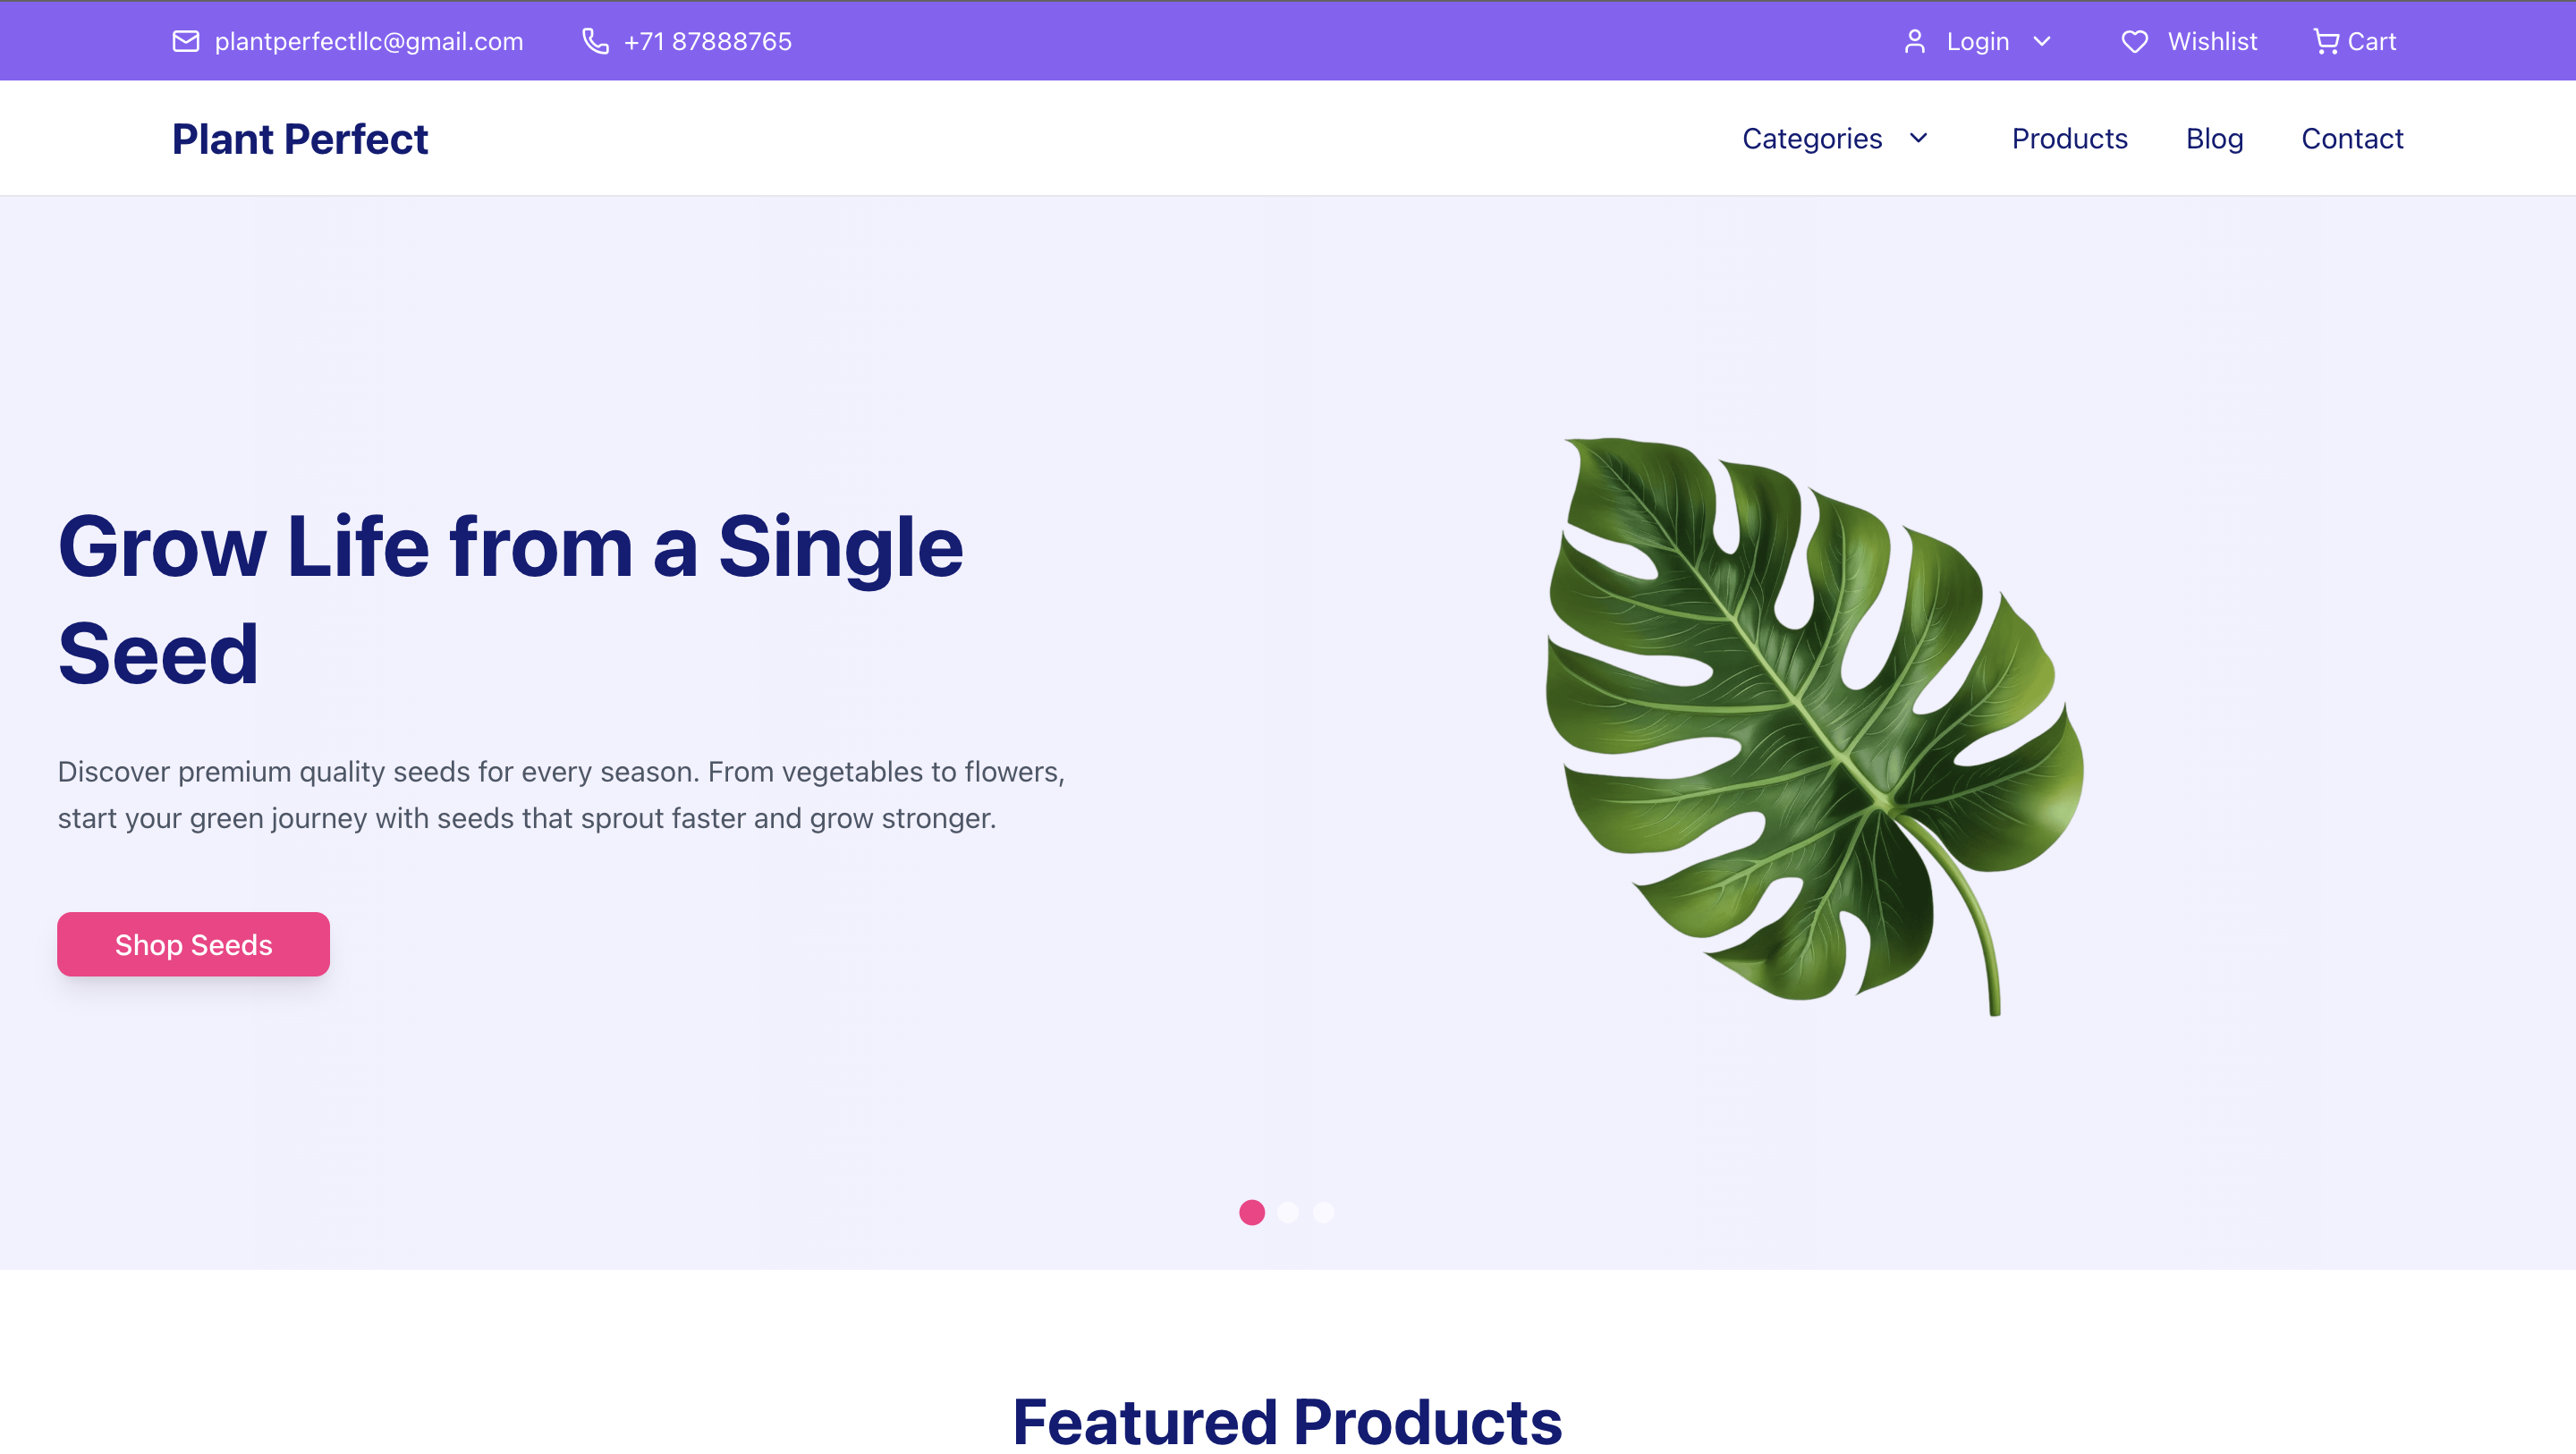 plantperfectllc@gmail.com +71 87888765 Login Wishlist Cart
Plant Perfect Categories Products Blog Contact
Grow Life from a Single
Seed
Discover premium quality seeds for every season. From vegetables to flowers,
start your green journey with seeds that sprout faster and grow stronger.
Shop Seeds
Featured Products